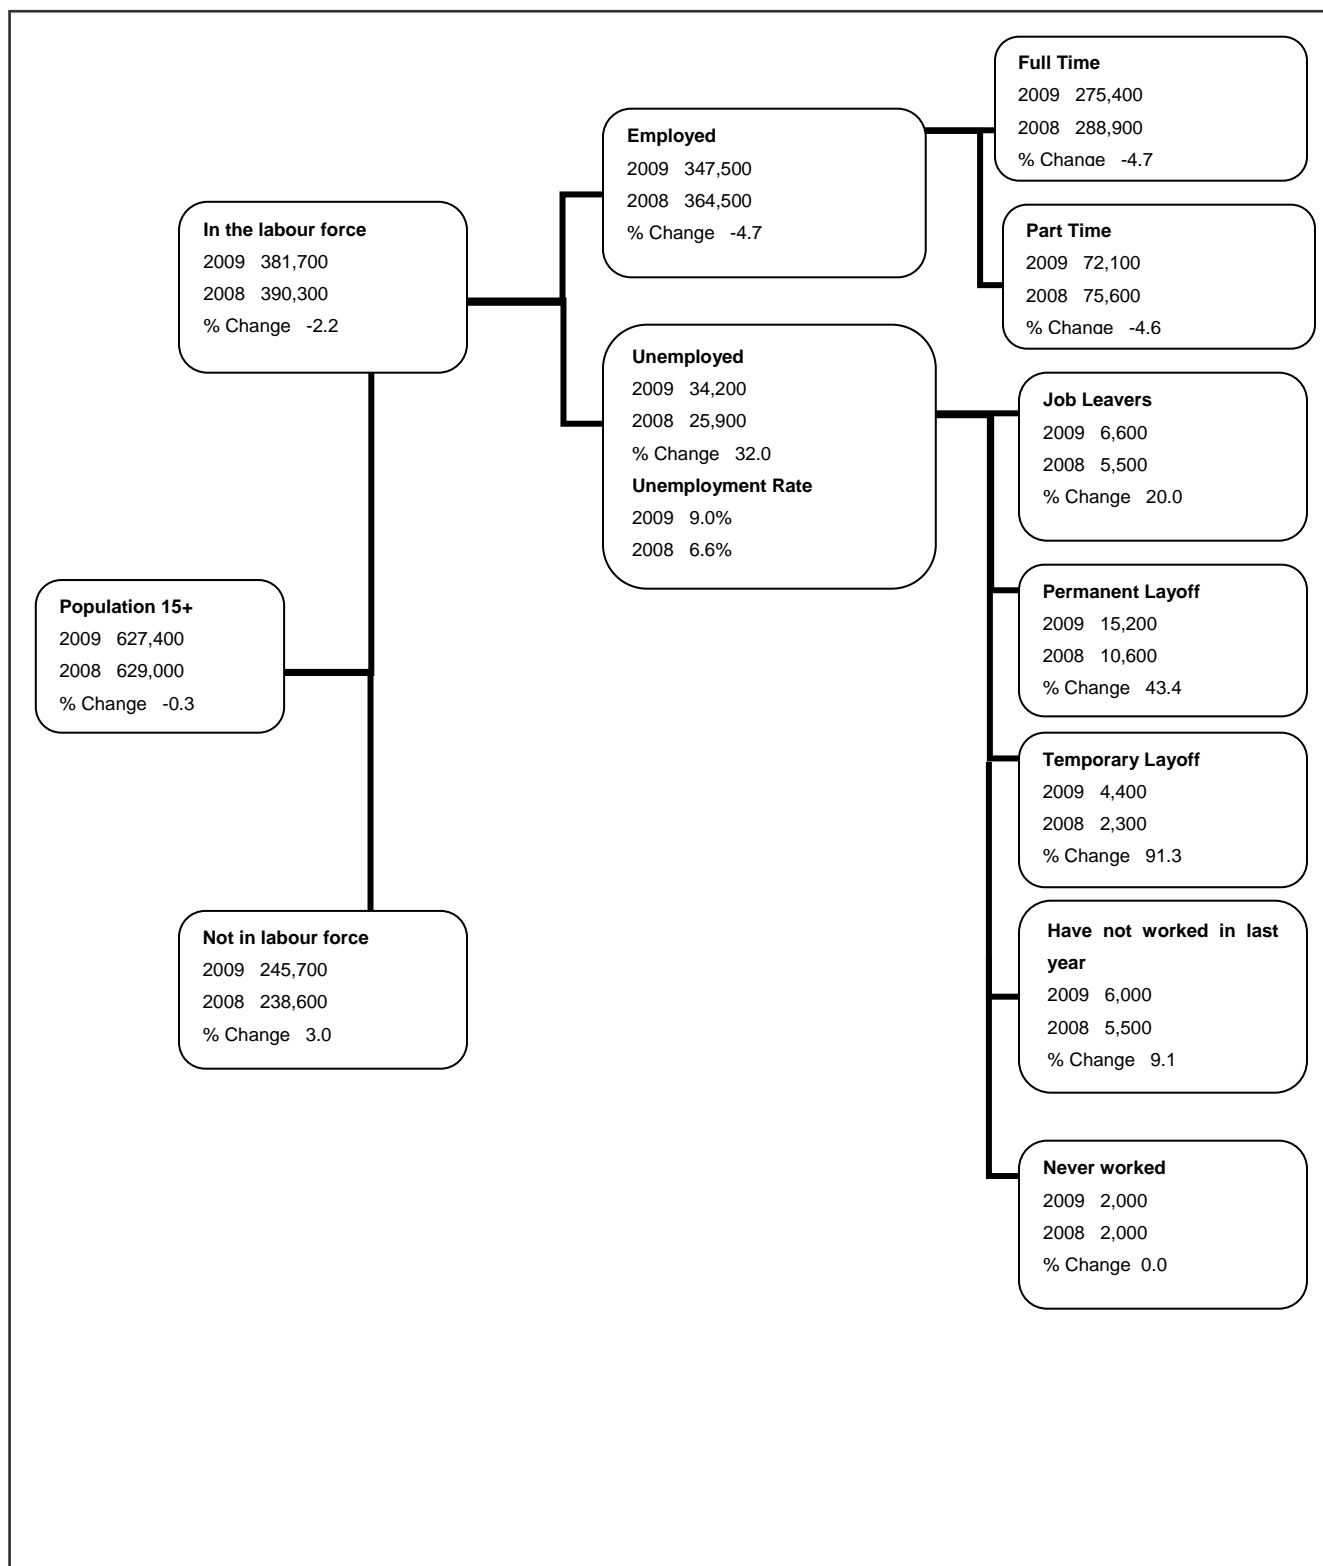 Full Time
2009 275,400
2008 288,900
% Change -4.7
Employed
2009 347,500
2008 364,500
% Change -4.7
Part Time
2009 72,100
2008 75,600
% Change -4.6
In the labour force
2009 381,700
2008 390,300
% Change -2.2
Unemployed
2009 34,200
2008 25,900
% Change 32.0
Unemployment Rate
2009 9.0%
2008 6.6%
Job Leavers
2009 6,600
2008 5,500
% Change 20.0
Permanent Layoff
2009 15,200
2008 10,600
% Change 43.4
Population 15+
2009 627,400
2008 629,000
% Change -0.3
Temporary Layoff
2009 4,400
2008 2,300
% Change 91.3
Not in labour force
2009 245,700
2008 238,600
% Change 3.0
Have not worked in last
year
2009 6,000
2008 5,500
% Change 9.1
Never worked
2009 2,000
2008 2,000
% Change 0.0